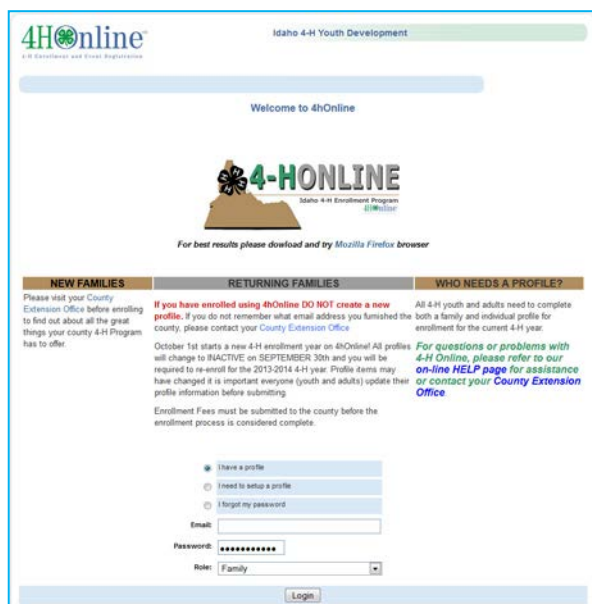 4HOnline
4-H Enrollment and Event Registration
Idaho 4-H Youth Development
Welcome to 4hOnline
4-HONLINE
Idaho 4-H Enrollment Program
4HOnline
For best results please dowload and try Mozilla Firefox browser
NEW FAMILIES
Please visit your County
Extension Office before enrolling
to find out about all the great
things your county 4-H Program
has to offer.
RETURNING FAMILIES
If you have enrolled using 4hOnline DO NOT create a new
profile. If you do not remember what email address you furnished the
county, please contact your County Extension Office
October 1st starts a new 4-H enrollment year on 4hOnline! All profiles
will change to INACTIVE on SEPTEMBER 30th and you will be
required to re-enroll for the 2013-2014 4-H year. Profile items may
have changed it is important everyone (youth and adults) update their
profile information before submitting.
Enrollment Fees must be submitted to the county before the
enrollment process is considered complete.
WHO NEEDS A PROFILE?
All 4-H youth and adults need to complete
both a family and individual profile for
enrollment for the current 4-H year.
For questions or problems with
4-H Online, please refer to our
on-line HELP page for assistance
or contact your County Extension
Office
I have a profile
I need to setup a profile
I forgot my password
Email:
Password:
Role: Family
Login